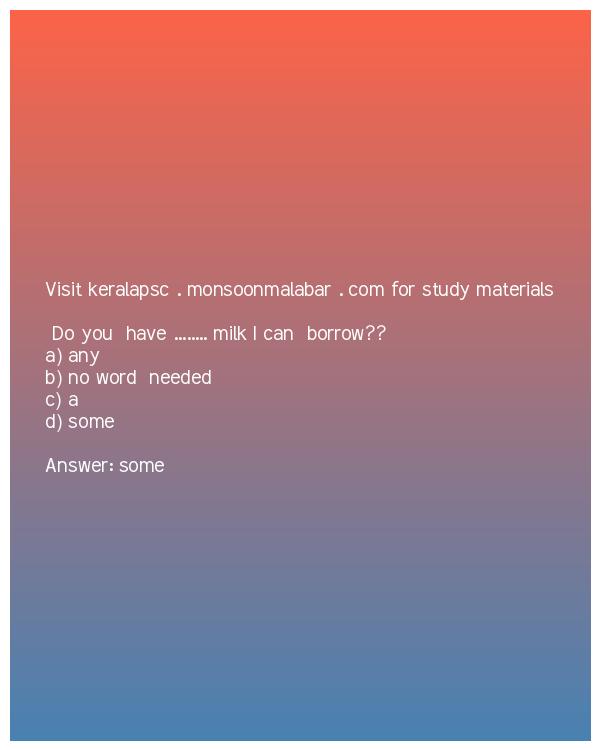 Visit keralapsc . monsoonmalabar . com for study materials
Do you have ........ milk I can borrow??
a) any
b) no word needed
c) a
d) some
Answer: some